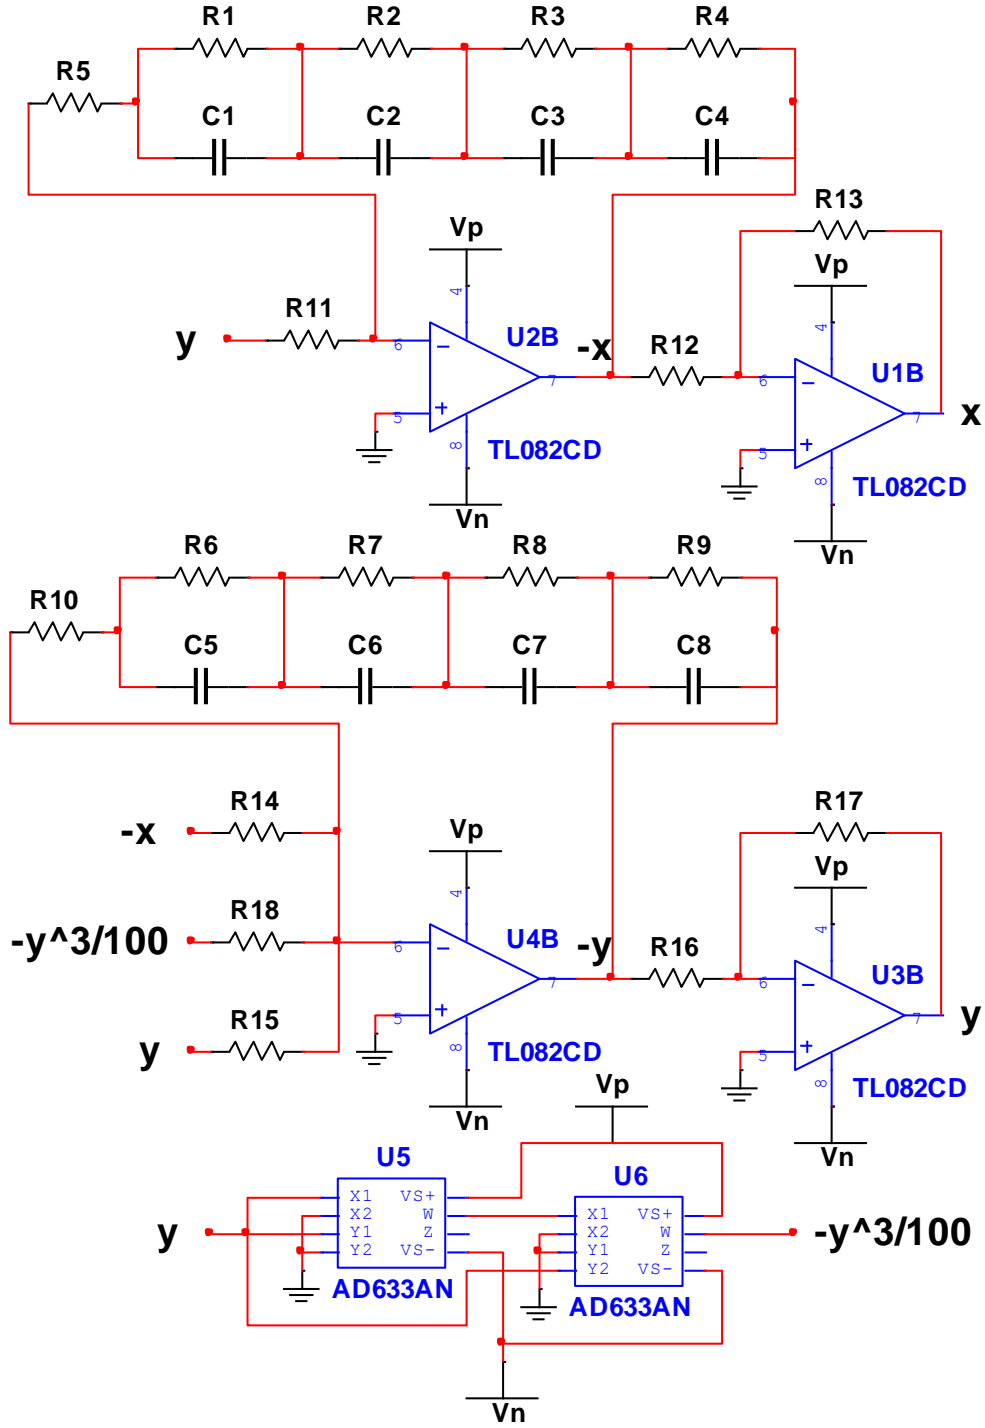 R1 R2 R3 R4
R5
C1 C2 C3 C4
R13
Vp
Vp
4
R11
y
6
U2B
-x
R12
4
6
U1B
7
5
7
x
8
TL082CD
5
8
TL082CD
Vn
Vn
R6 R7 R8 R9
R10
C5 C6 C7 C8
R14
R17
-x
Vp
Vp
4
R18
-y^3/100
6
U4B
-y
R16
4
6
U3B
7
R15
5
7
y
y
8
TL082CD
5
8
TL082CD
Vp
Vn
Vn
U5
U6
X1 VS+
X2 W
Y1 Z
Y2 VS-
X1 VS+
X2 W
Y1 Z
Y2 VS-
y
-y^3/100
AD633AN
AD633AN
Vn